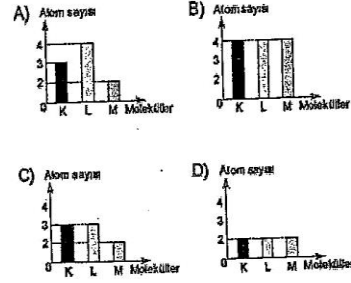 A) Atom sayısı
4
3
2
0 K L M Moleküller
B) Atom sayısı
4
3
2
0 K L M Moleküller
C) Atom sayısı
4
3
2
0 K L M Moleküller
D) Atom sayısı
4
2
0 K L M Moleküller